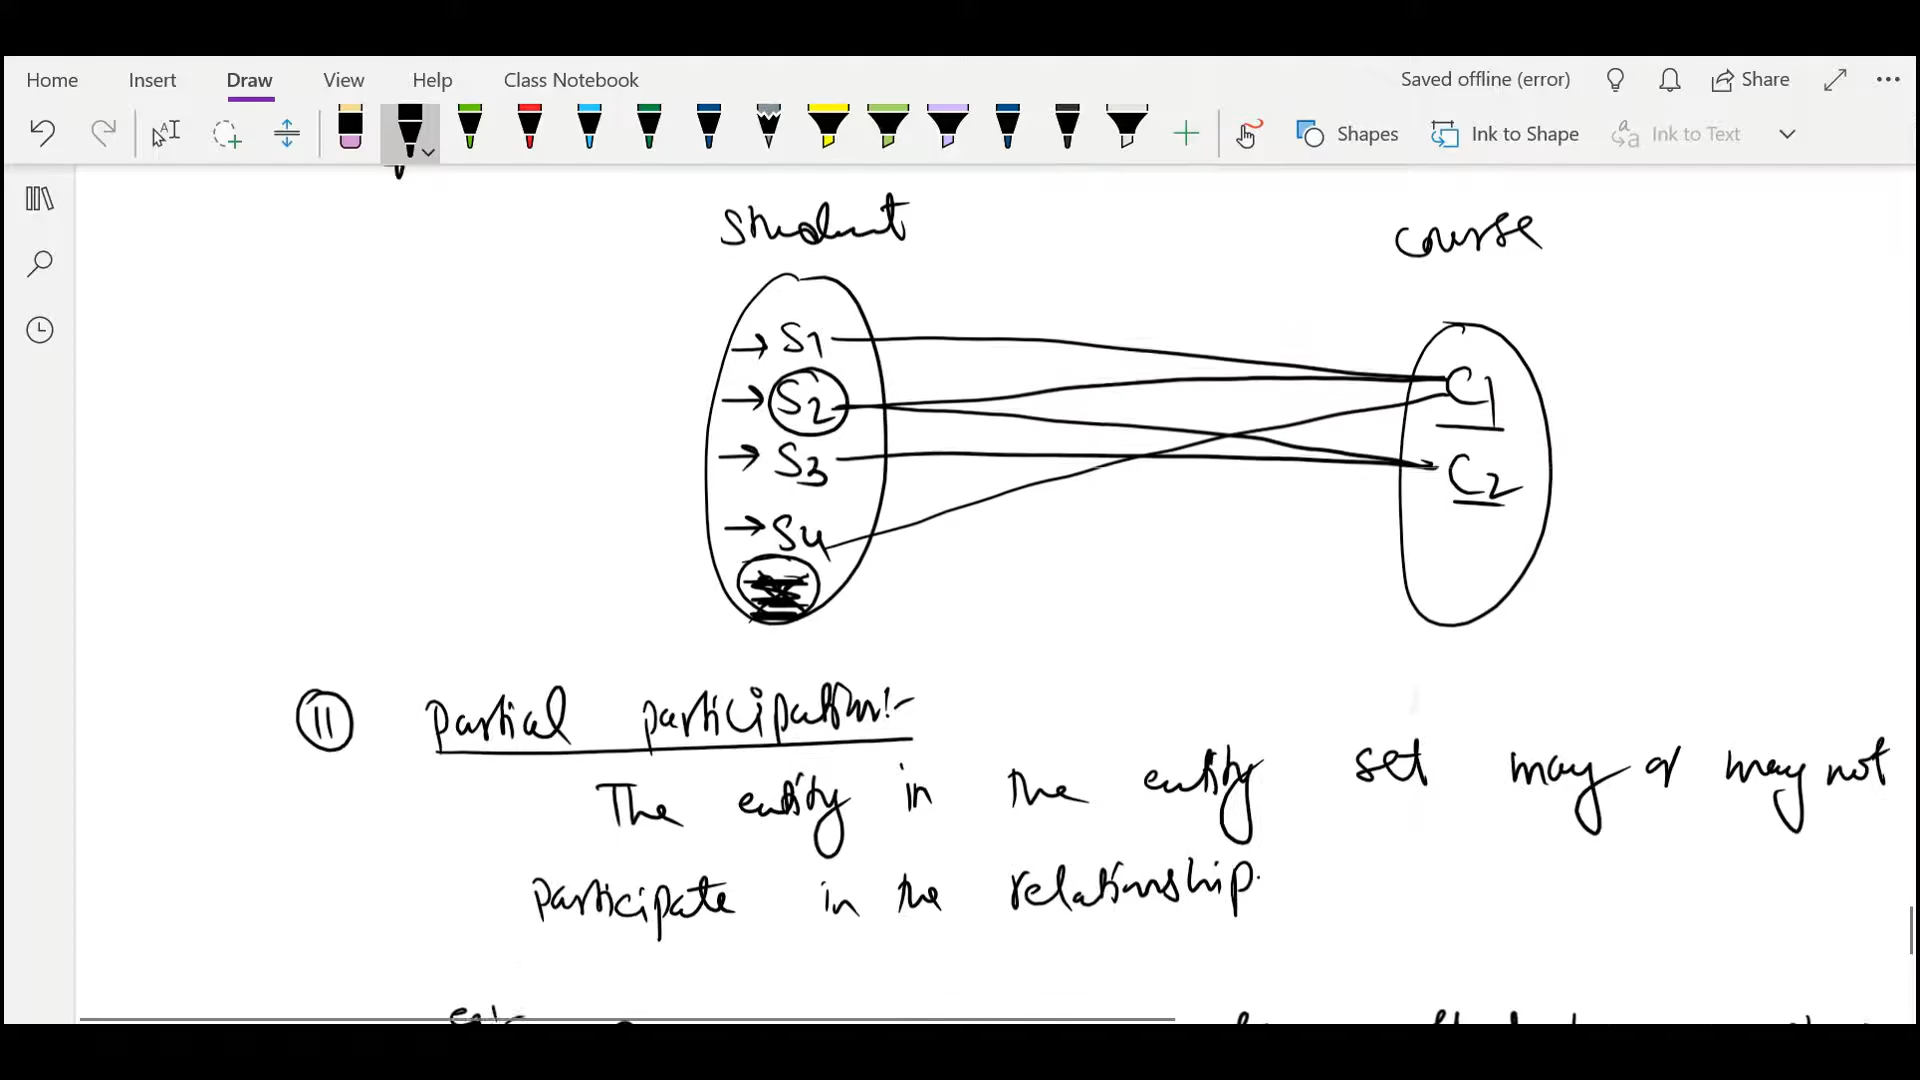 Home Insert Draw View Help Class Notebook Saved offline (error) Share
Shapes Ink to Shape Ink to Text
Student Course
→ S1 C1
→ S2 C2
→ S3
→ S4
II Partial participation:-
The entity in the entity set may or may not
participate in the relationship.